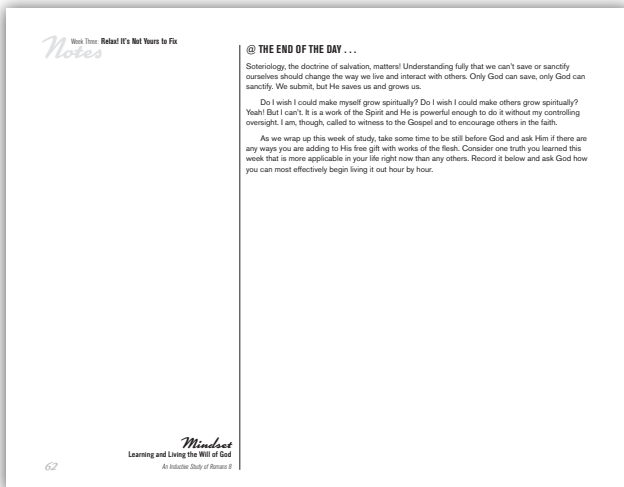 Week Three: Relax! It's Not Yours to Fix
Notes
@ THE END OF THE DAY . . .
Soteriology, the doctrine of salvation, matters! Understanding fully that we can't save or sanctify
ourselves should change the way we live and interact with others. Only God can save, only God can
sanctify. We submit, but He saves us and grows us.
Do I wish I could make myself grow spiritually? Do I wish I could make others grow spiritually?
Yeah! But I can't. It is a work of the Spirit and He is powerful enough to do it without my controlling
oversight. I am, though, called to witness to the Gospel and to encourage others in the faith.
As we wrap up this week of study, take some time to be still before God and ask Him if there are
any ways you are adding to His free gift with works of the flesh. Consider one truth you learned this
week that is more applicable in your life right now than any others. Record it below and ask God how
you can most effectively begin living it out hour by hour.
Mindset
Learning and Living the Will of God
An Inductive Study of Romans 8
62